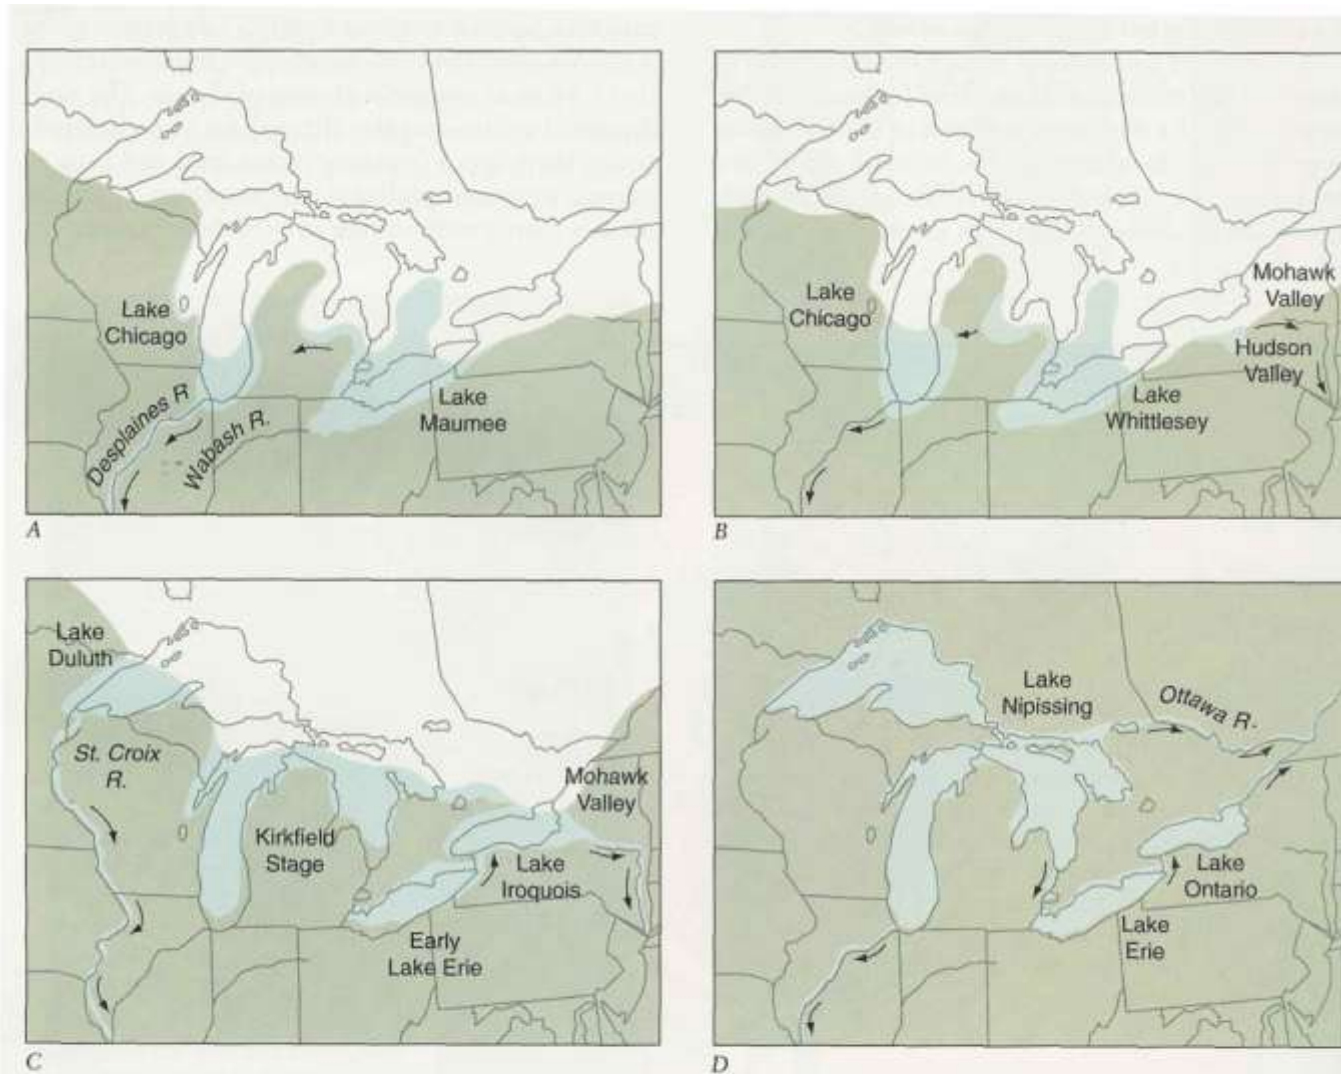 Lake
Chicago
Desplaines R
Wabash R.
Lake
Maumee
A
Lake
Chicago
Mohawk
Valley
Hudson
Valley
Lake
Whittlesey
B
Lake
Duluth
St. Croix
R.
Kirkfield
Stage
Mohawk
Valley
Lake
Iroquois
Early
Lake Erie
C
Lake
Nipissing
Ottawa R.
Lake
Ontario
Lake
Erie
D